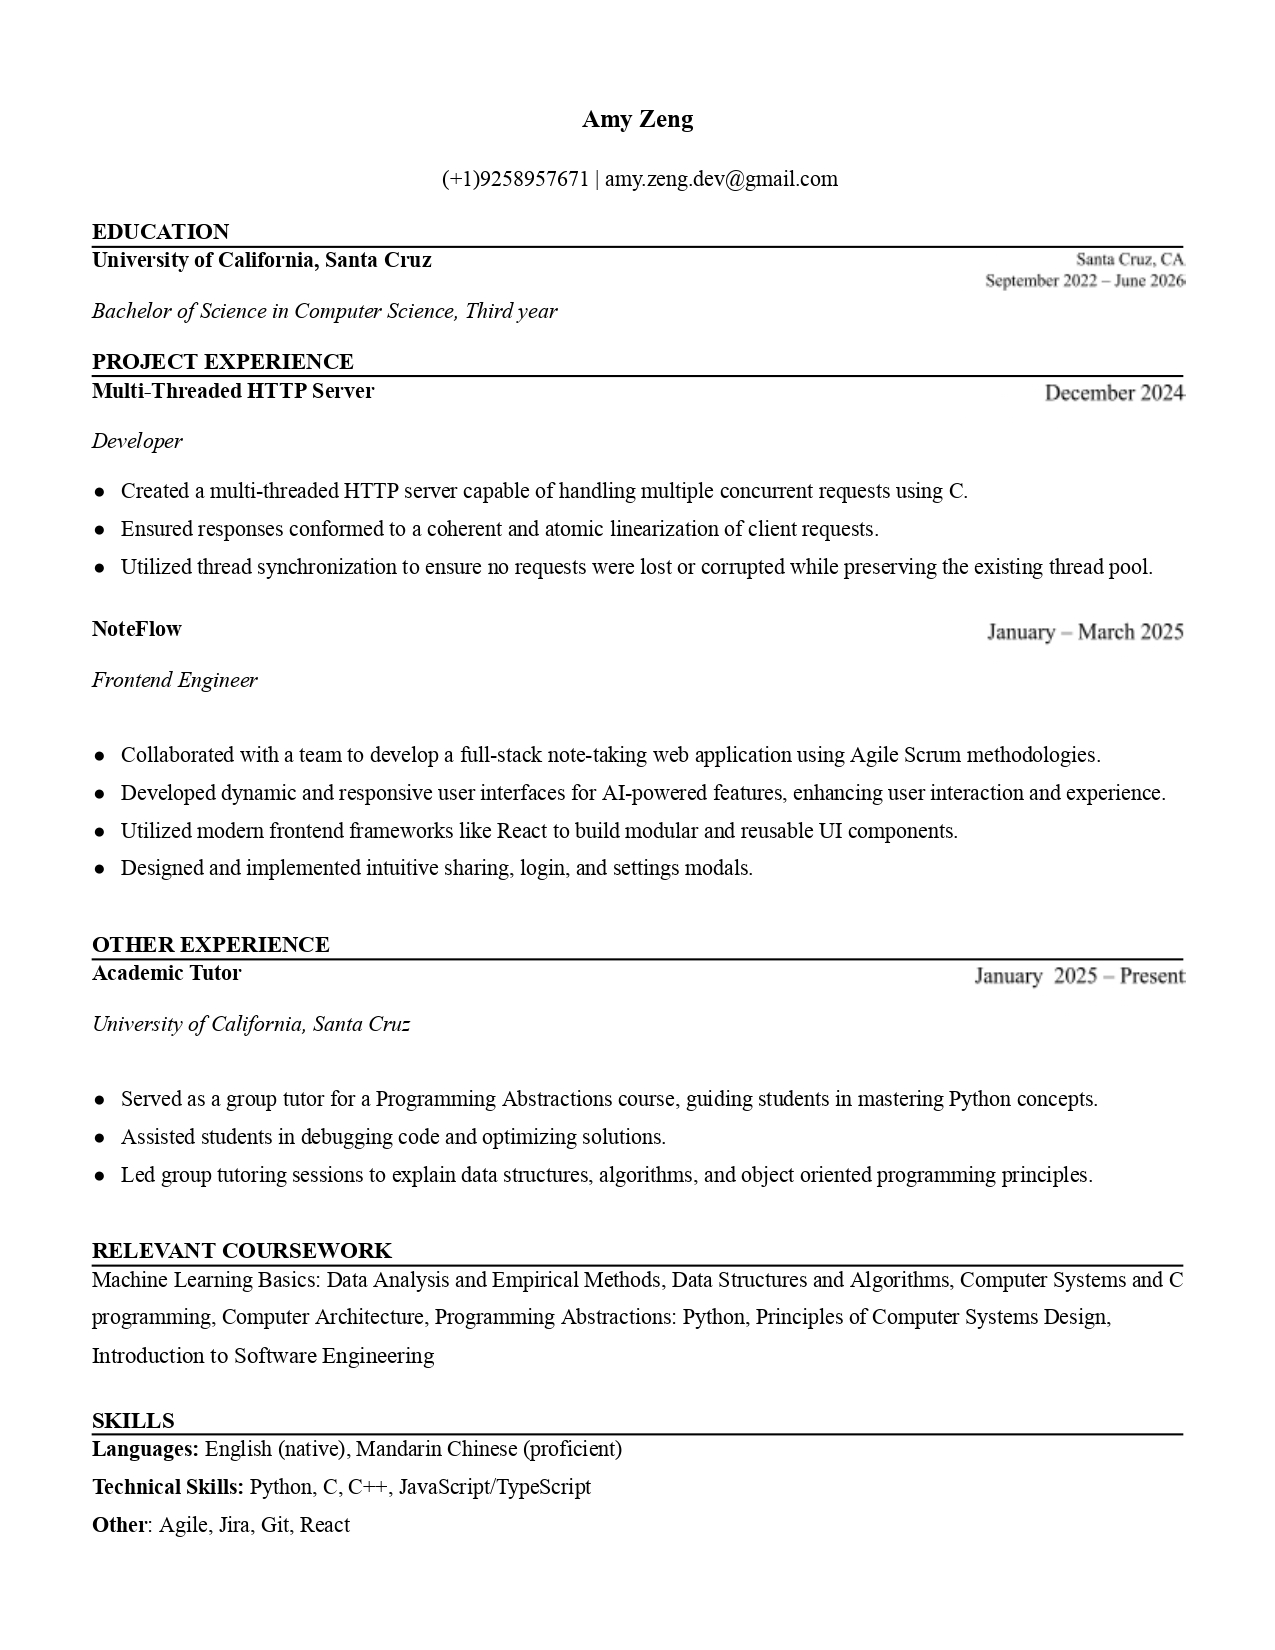 Amy Zeng
(+1)9258957671 | amy.zeng.dev@gmail.com
EDUCATION
University of California, Santa Cruz
Santa Cruz, CA
September 2022 – June 2026
Bachelor of Science in Computer Science, Third year
PROJECT EXPERIENCE
Multi-Threaded HTTP Server
December 2024
Developer
● Created a multi-threaded HTTP server capable of handling multiple concurrent requests using C.
● Ensured responses conformed to a coherent and atomic linearization of client requests.
● Utilized thread synchronization to ensure no requests were lost or corrupted while preserving the existing thread pool.
NoteFlow
January – March 2025
Frontend Engineer
● Collaborated with a team to develop a full-stack note-taking web application using Agile Scrum methodologies.
● Developed dynamic and responsive user interfaces for AI-powered features, enhancing user interaction and experience.
● Utilized modern frontend frameworks like React to build modular and reusable UI components.
● Designed and implemented intuitive sharing, login, and settings modals.
OTHER EXPERIENCE
Academic Tutor
January 2025 – Present
University of California, Santa Cruz
● Served as a group tutor for a Programming Abstractions course, guiding students in mastering Python concepts.
● Assisted students in debugging code and optimizing solutions.
● Led group tutoring sessions to explain data structures, algorithms, and object oriented programming principles.
RELEVANT COURSEWORK
Machine Learning Basics: Data Analysis and Empirical Methods, Data Structures and Algorithms, Computer Systems and C
programming, Computer Architecture, Programming Abstractions: Python, Principles of Computer Systems Design,
Introduction to Software Engineering
SKILLS
Languages: English (native), Mandarin Chinese (proficient)
Technical Skills: Python, C, C++, JavaScript/TypeScript
Other: Agile, Jira, Git, React